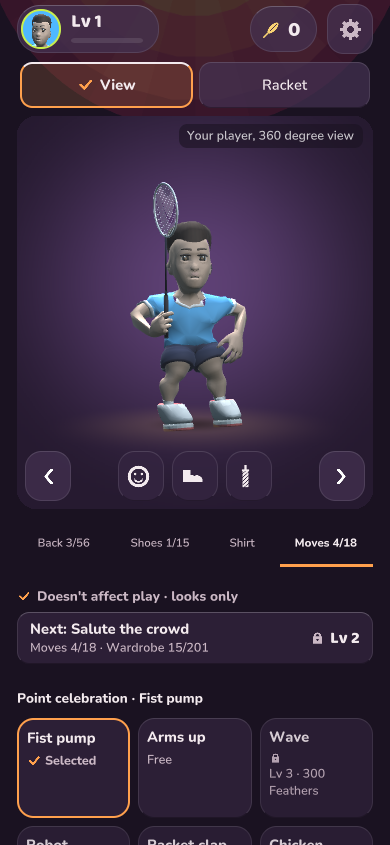 Lv 1
0
View
Racket
Your player, 360 degree view
Back 3/56
Shoes 1/15
Shirt
Moves 4/18
Doesn't affect play · looks only
Next: Salute the crowd
Moves 4/18 · Wardrobe 15/201
Lv 2
Point celebration · Fist pump
Fist pump
Selected
Arms up
Free
Wave
Lv 3 · 300
Feathers
Robot
Racket clap
Chicken